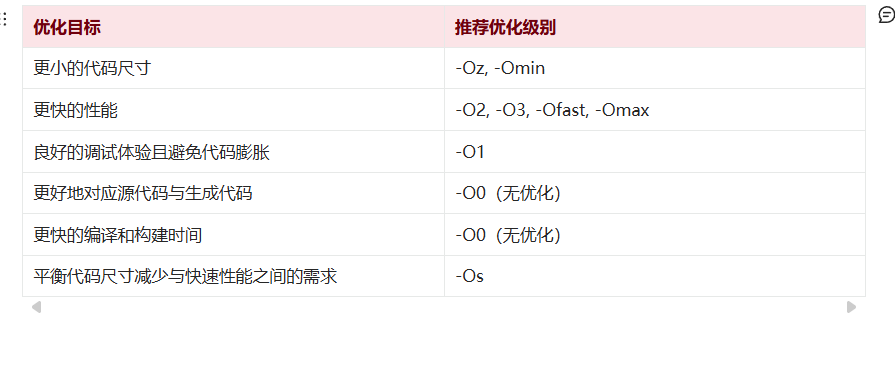 优化目标 推荐优化级别
更小的代码尺寸 -Oz, -Omin
更快的性能 -O2, -O3, -Ofast, -Omax
良好的调试体验且避免代码膨胀 -O1
更好地对应源代码与生成代码 -O0（无优化）
更快的编译和构建时间 -O0（无优化）
平衡代码尺寸减少与快速性能之间的需求 -Os